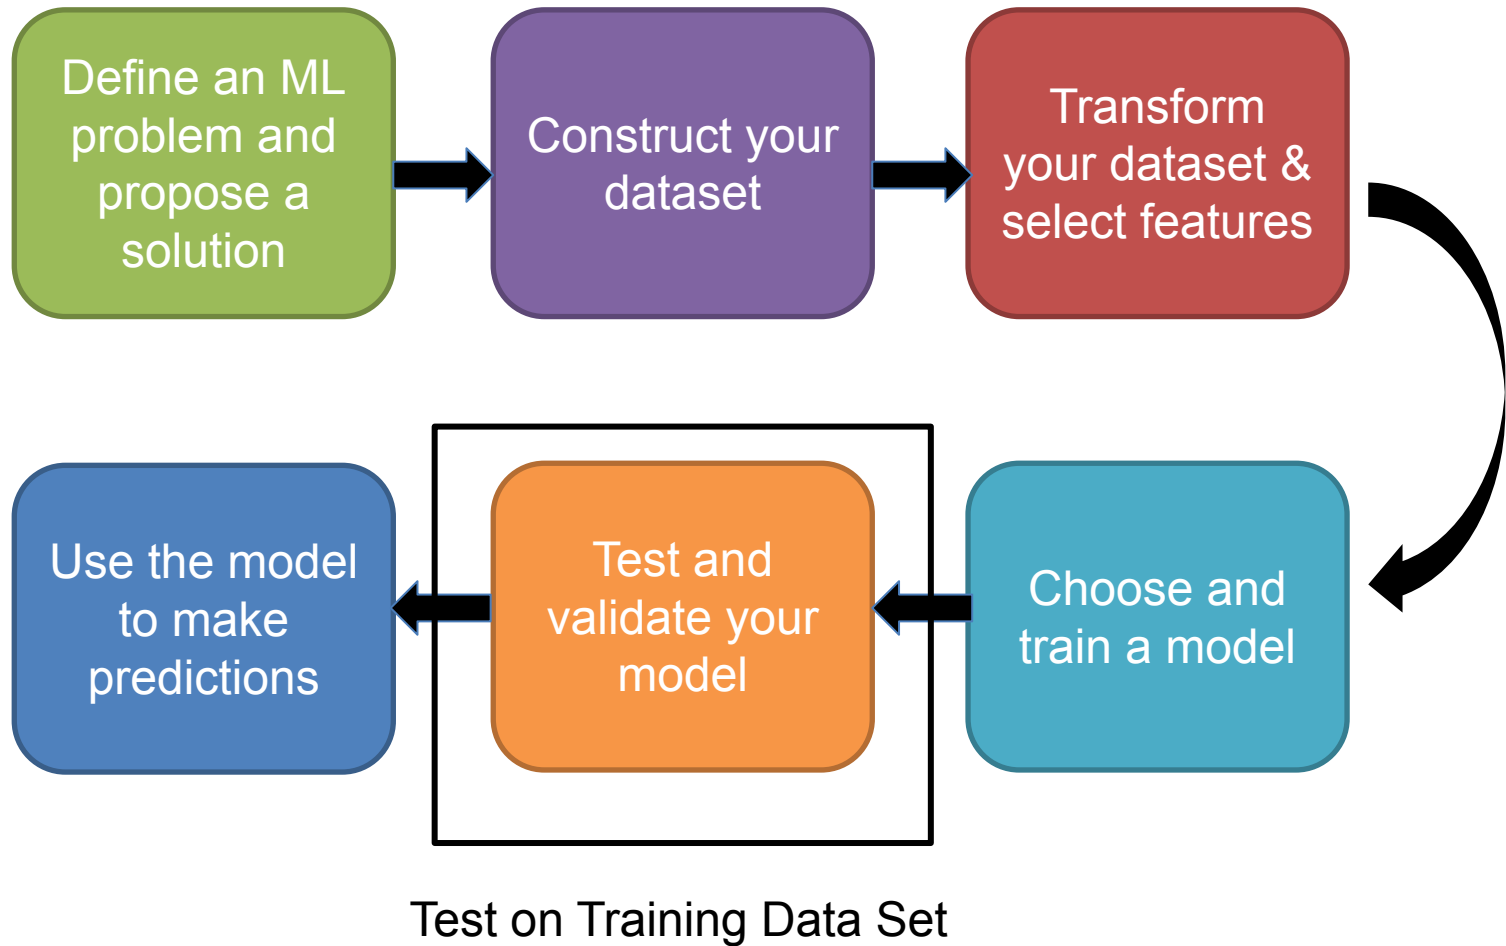 Define an ML
problem and
propose a
solution
Construct your
dataset
Transform
your dataset &
select features
Choose and
train a model
Test and
validate your
model
Use the model
to make
predictions
Test on Training Data Set